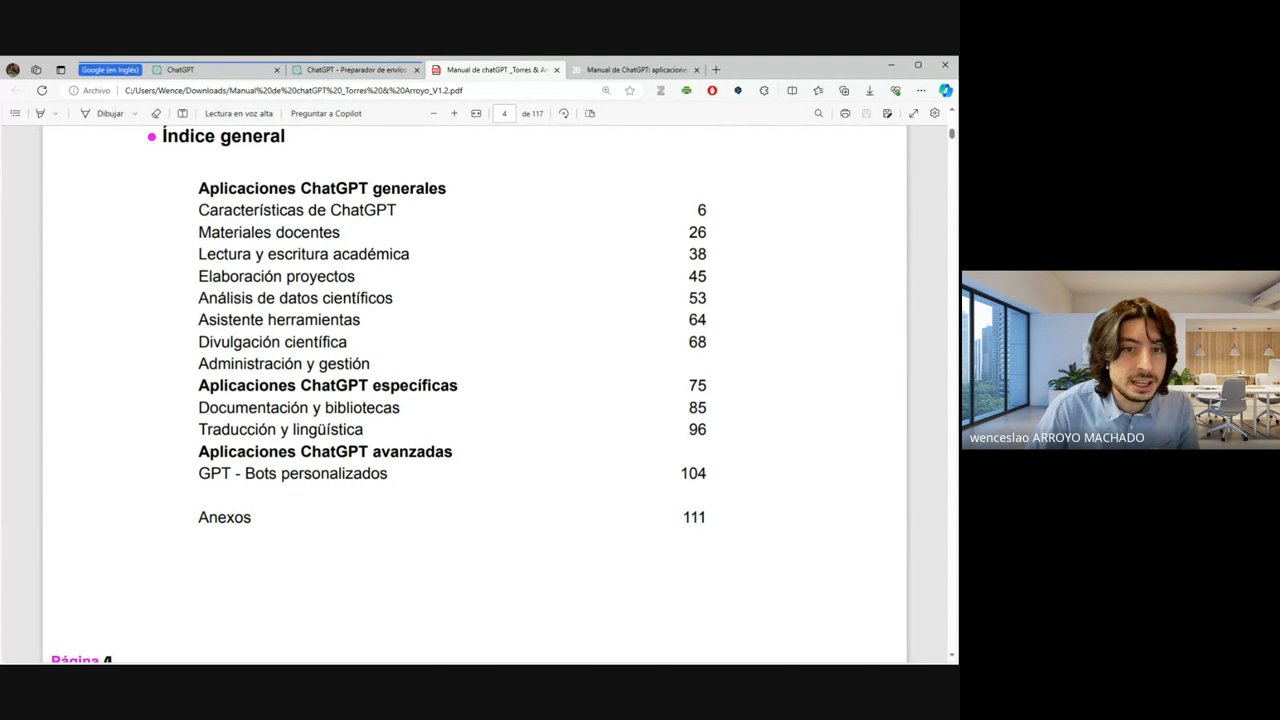 Google (en Inglés)
ChatGPT
ChatGPT - Preparador de envíos
Manual de chatGPT _Torres & Ar
Manual de ChatGPT: aplicacione
Archivo
C:/Users/Wence/Downloads/Manual%20de%20chatGPT%20_Torres%20&%20Arroyo_V1.2.pdf
Dibujar
Lectura en voz alta
Preguntar a Copilot
4
de 117
Índice general
Aplicaciones ChatGPT generales
Características de ChatGPT 6
Materiales docentes 26
Lectura y escritura académica 38
Elaboración proyectos 45
Análisis de datos científicos 53
Asistente herramientas 64
Divulgación científica 68
Administración y gestión
Aplicaciones ChatGPT específicas 75
Documentación y bibliotecas 85
Traducción y lingüística 96
Aplicaciones ChatGPT avanzadas
GPT - Bots personalizados 104
Anexos 111
Página 4
wenceslao ARROYO MACHADO